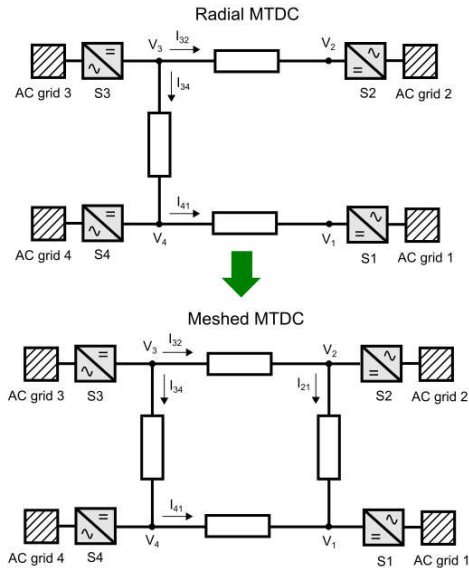 Radial MTDC
V3 I32 V2
AC grid 3 S3 I34 S2 AC grid 2
I41
AC grid 4 S4 V4 V1 S1 AC grid 1
Meshed MTDC
V3 I32 V2
AC grid 3 S3 I34 I21 S2 AC grid 2
I41
AC grid 4 S4 V4 V1 S1 AC grid 1